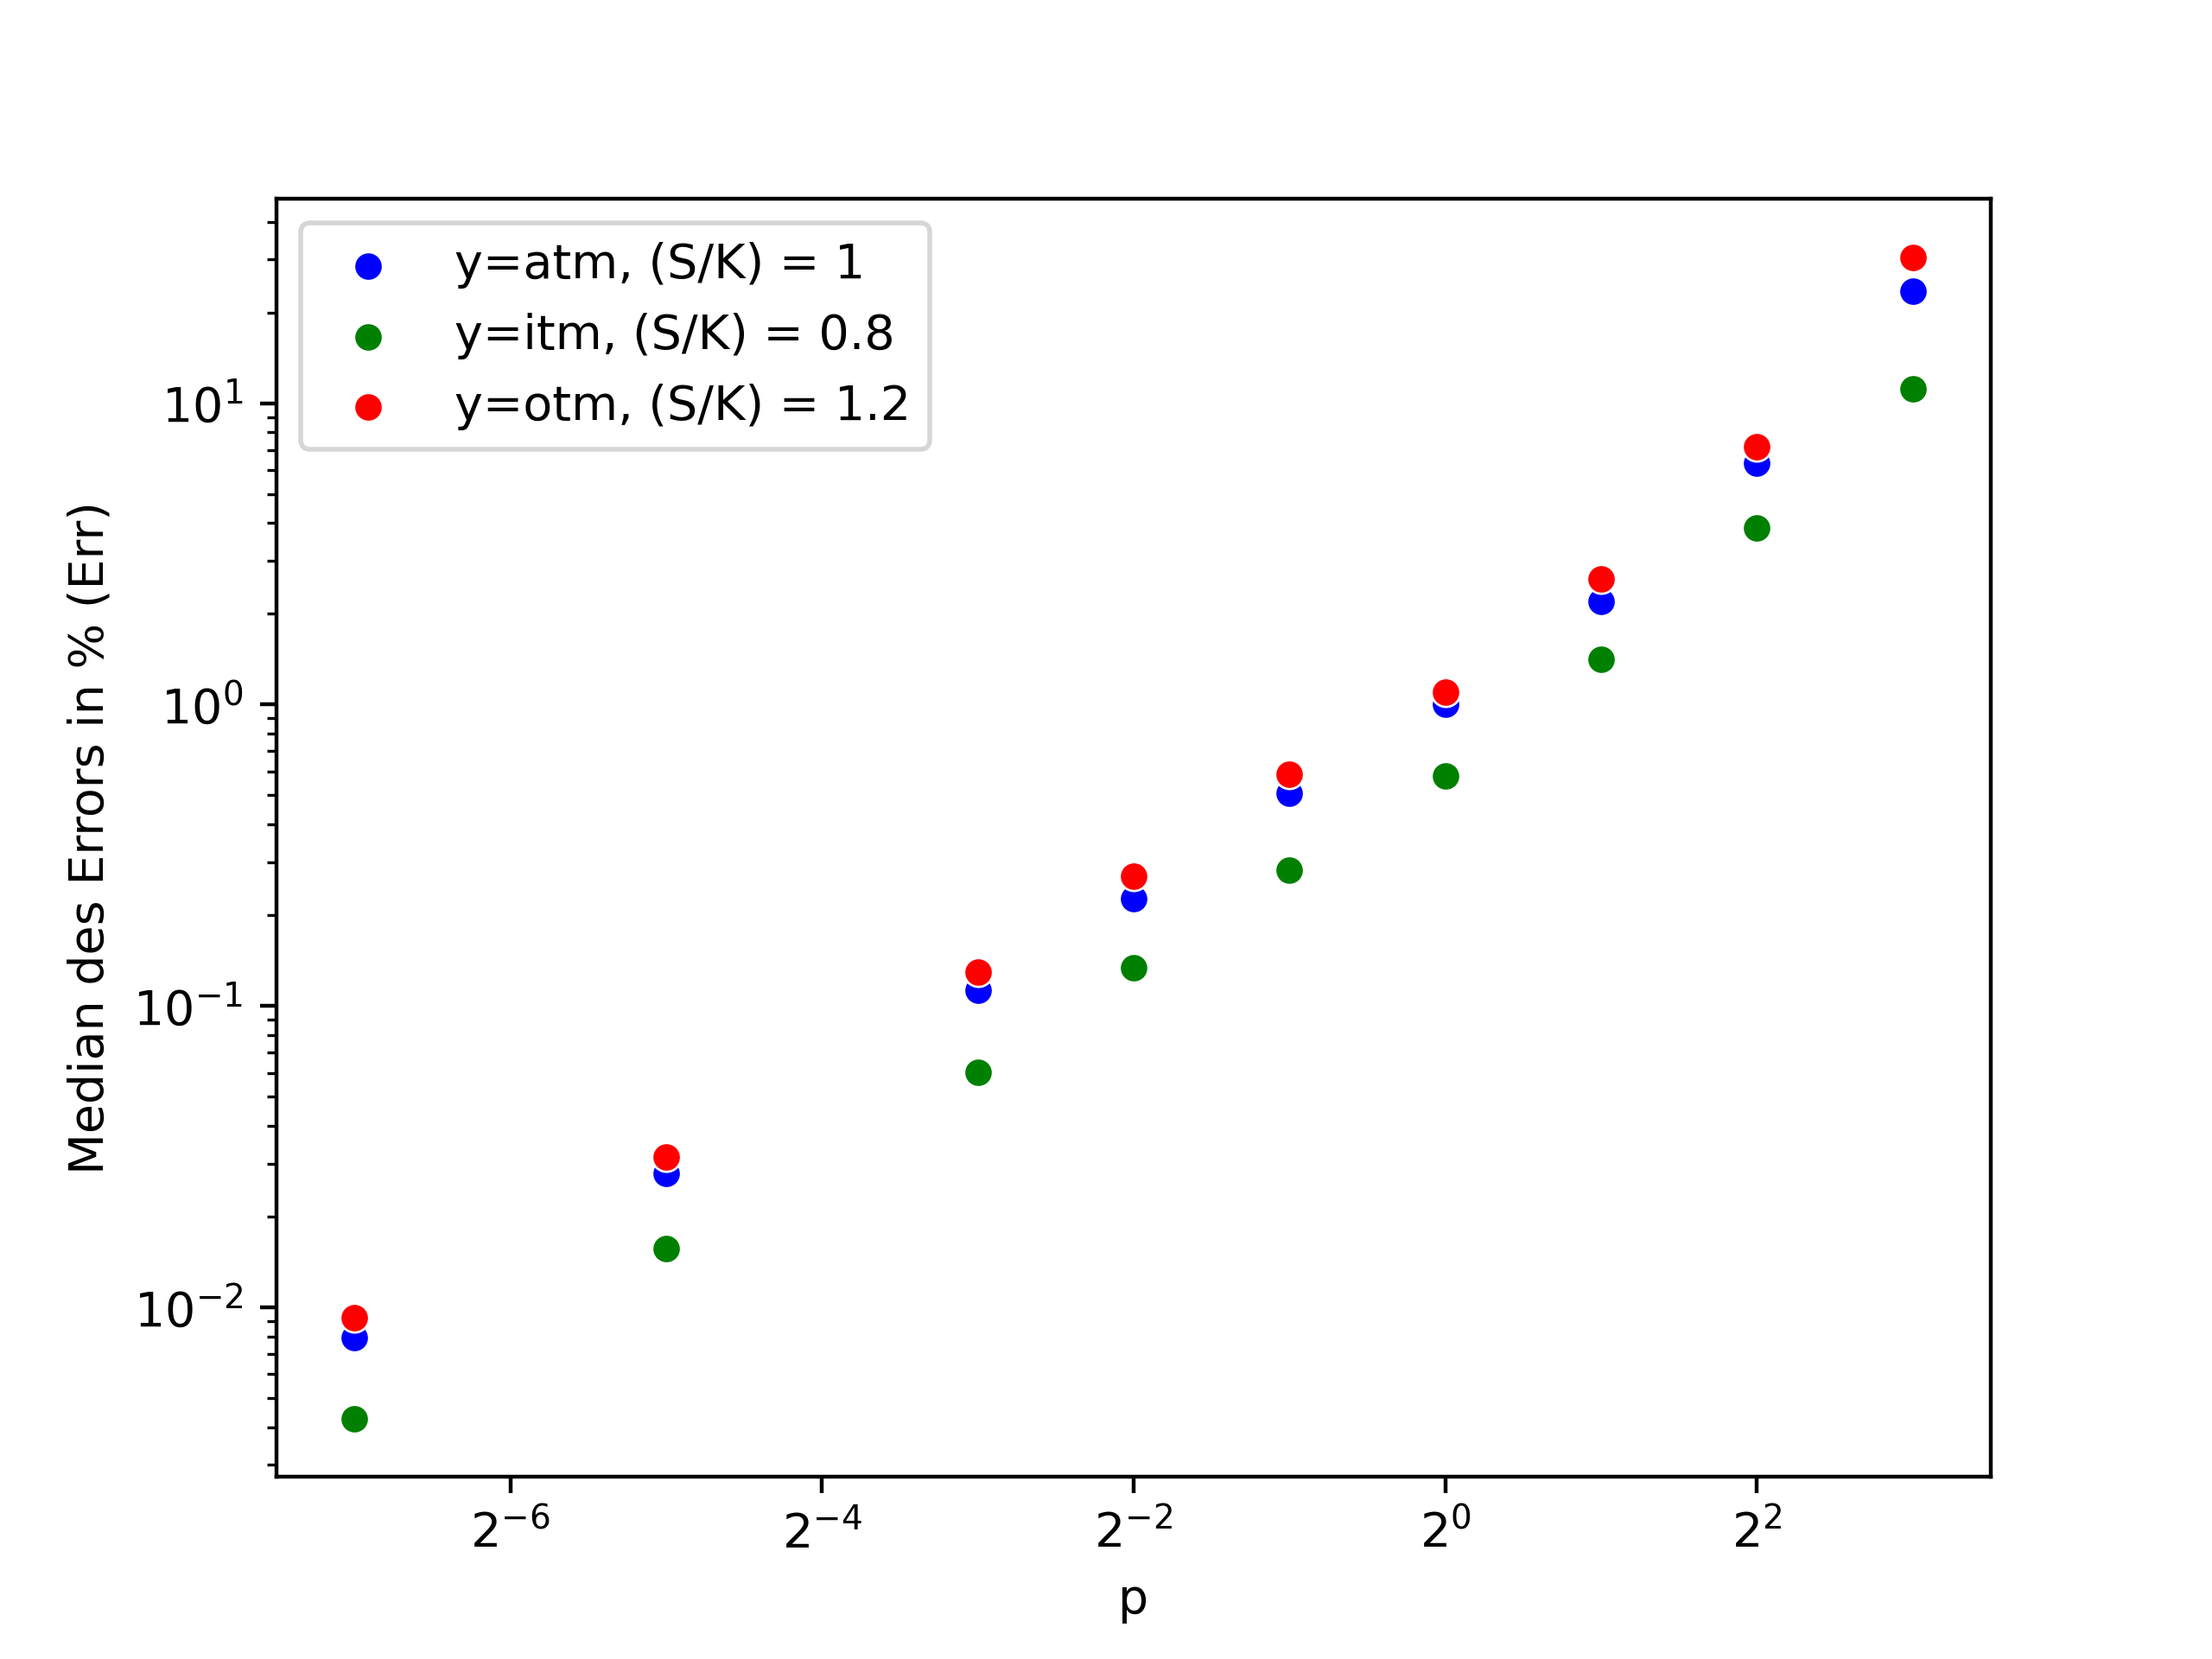 y=atm, (S/K) = 1
y=itm, (S/K) = 0.8
y=otm, (S/K) = 1.2
Median des Errors in % (Err)
10¹
10⁰
10⁻¹
10⁻²
2⁻⁶ 2⁻⁴ 2⁻² 2⁰ 2²
p